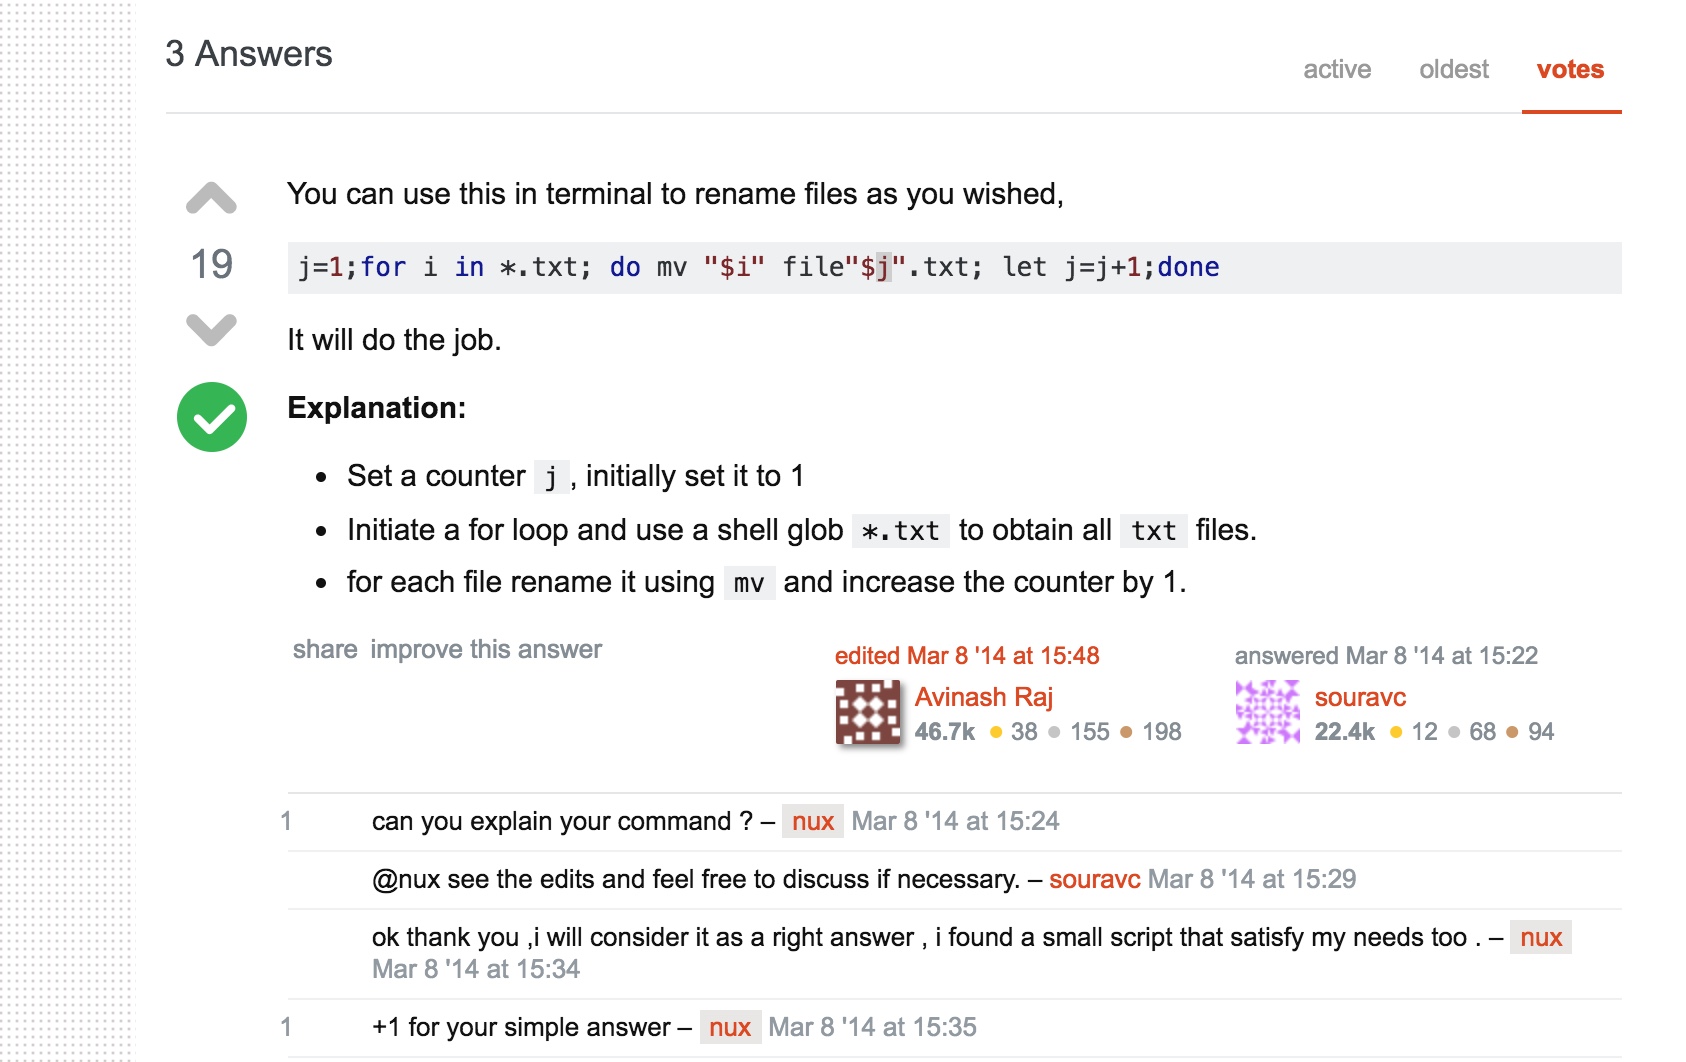 3 Answers
active oldest votes
You can use this in terminal to rename files as you wished,
19
j=1;for i in *.txt; do mv "$i" file"$j".txt; let j=j+1;done
It will do the job.
Explanation:
• Set a counter j , initially set it to 1
• Initiate a for loop and use a shell glob *.txt to obtain all txt files.
• for each file rename it using mv and increase the counter by 1.
share improve this answer
edited Mar 8 '14 at 15:48
Avinash Raj
46.7k ● 38 ● 155 ● 198
answered Mar 8 '14 at 15:22
souravc
22.4k ● 12 ● 68 ● 94
1 can you explain your command ? – nux Mar 8 '14 at 15:24
@nux see the edits and feel free to discuss if necessary. – souravc Mar 8 '14 at 15:29
ok thank you ,i will consider it as a right answer , i found a small script that satisfy my needs too . – nux
Mar 8 '14 at 15:34
1 +1 for your simple answer – nux Mar 8 '14 at 15:35